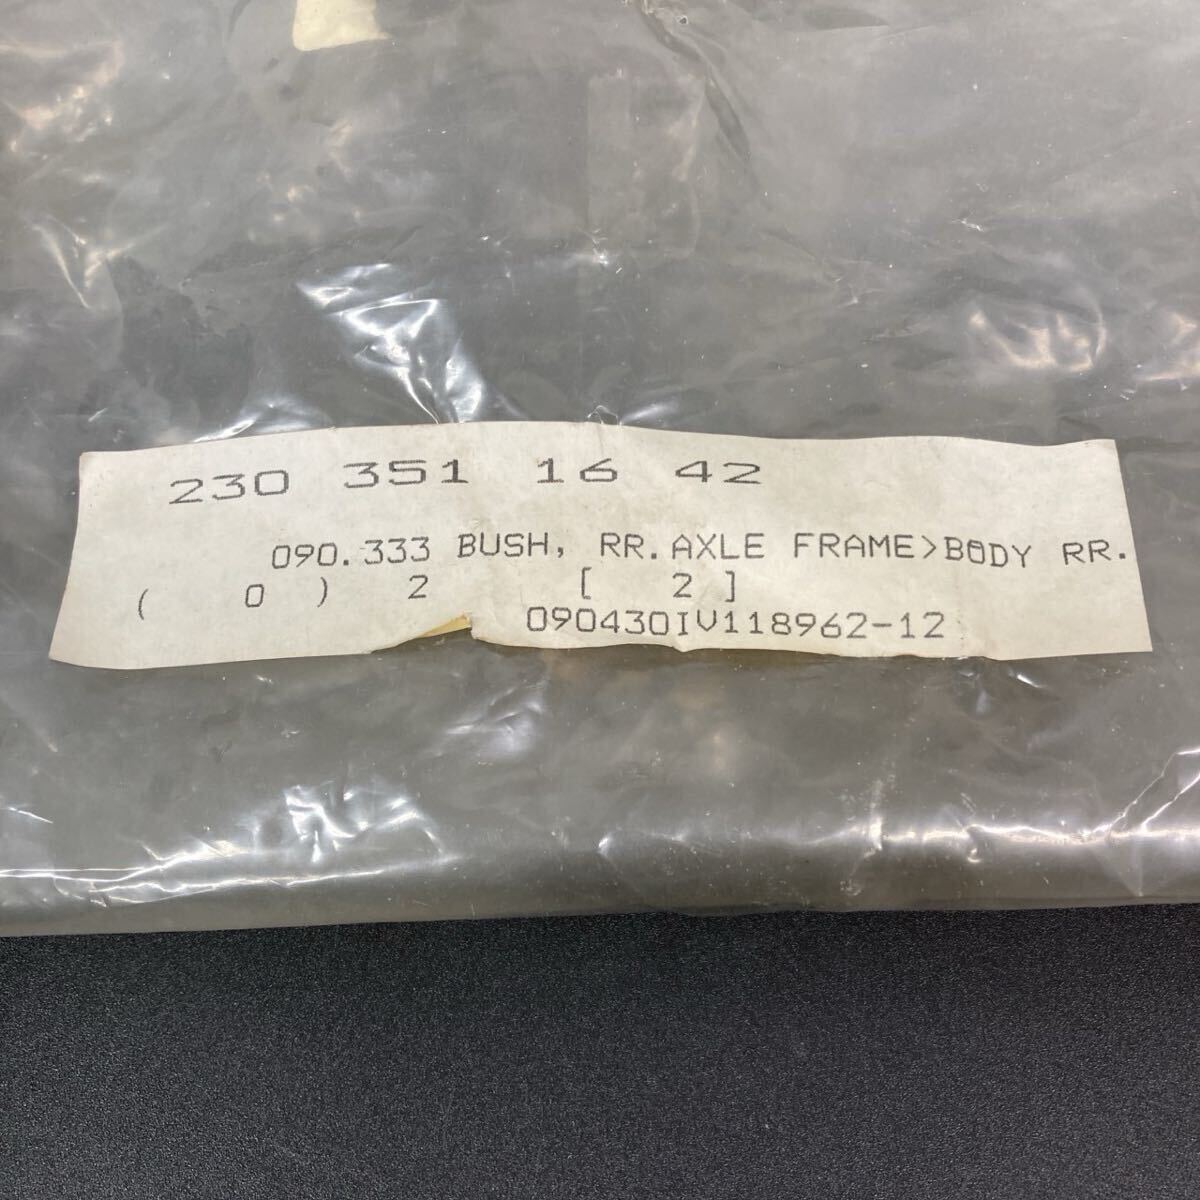 230 351 16 42
090.333 BUSH, RR.AXLE FRAME>BODY RR.
( 0 ) 2 [ 2 ]
090430IV118962-12